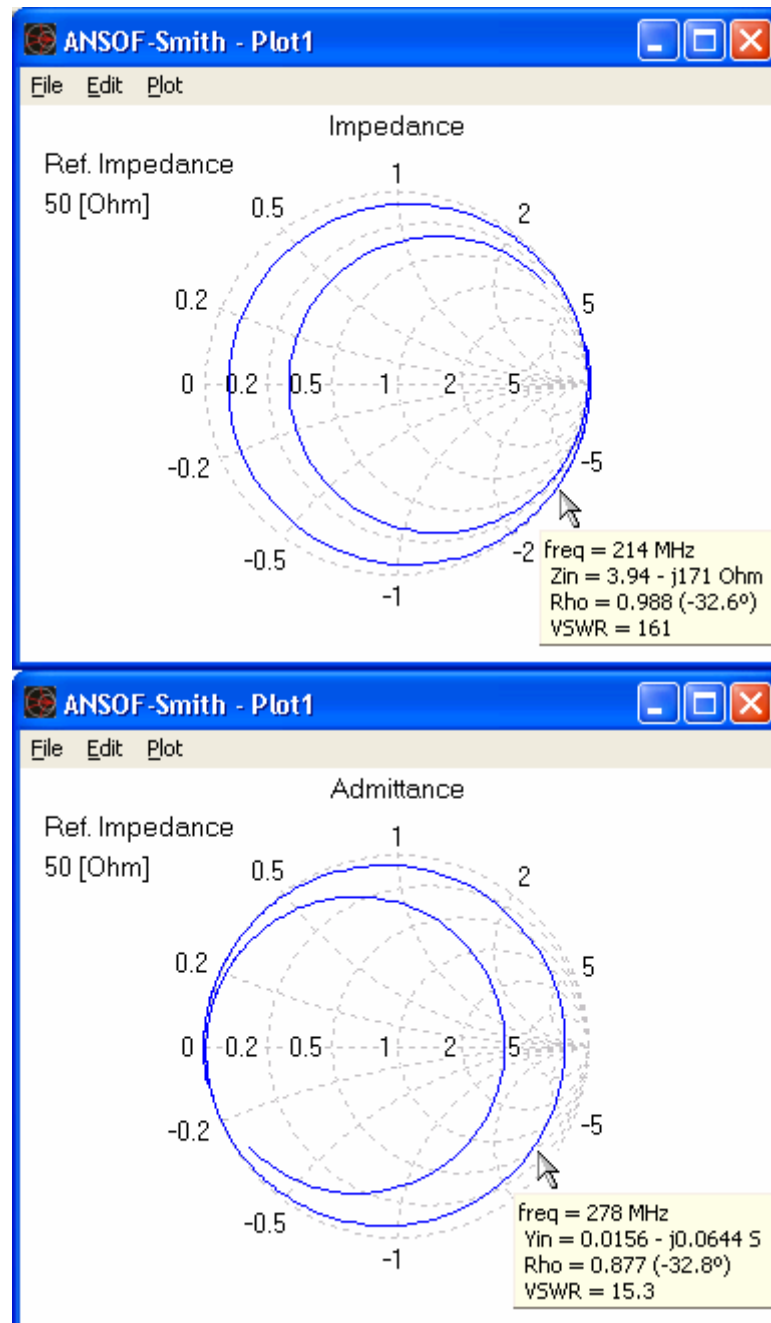 ANSOF-Smith - Plot1
File Edit Plot
Impedance
Ref. Impedance
50 [Ohm]
1
0.5
2
0.2
5
0 0.2 0.5 1 2 5
-0.2
-5
-0.5
-2
-1
freq = 214 MHz
Zin = 3.94 - j171 Ohm
Rho = 0.988 (-32.6º)
VSWR = 161
ANSOF-Smith - Plot1
File Edit Plot
Admittance
Ref. Impedance
50 [Ohm]
1
0.5
2
0.2
5
0 0.2 0.5 1 2 5
-0.2
-5
-0.5
-1
freq = 278 MHz
Yin = 0.0156 - j0.0644 S
Rho = 0.877 (-32.8º)
VSWR = 15.3